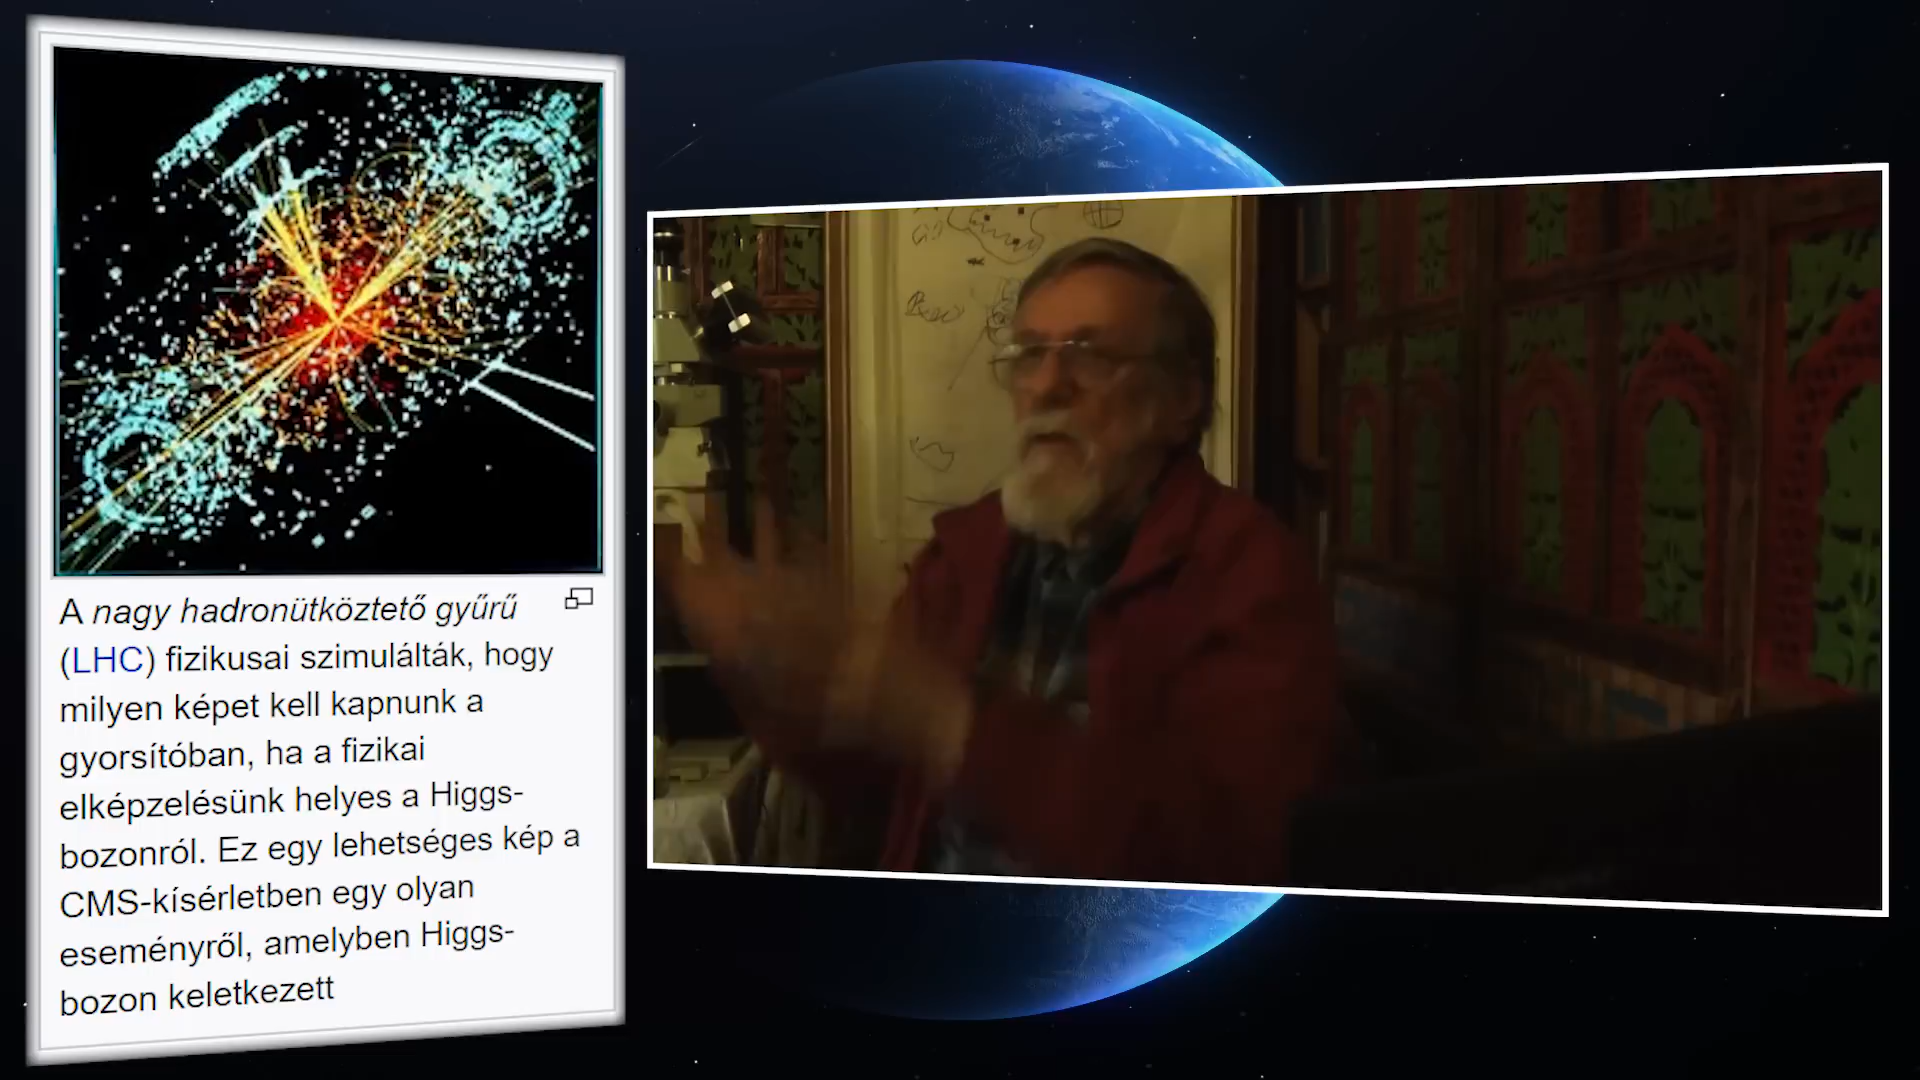 A nagy hadronütköztető gyűrű
(LHC) fizikusai szimulálták, hogy
milyen képet kell kapnunk a
gyorsítóban, ha a fizikai
elképzelésünk helyes a Higgs-
bozonról. Ez egy lehetséges kép a
CMS-kísérletben egy olyan
eseményről, amelyben Higgs-
bozon keletkezett